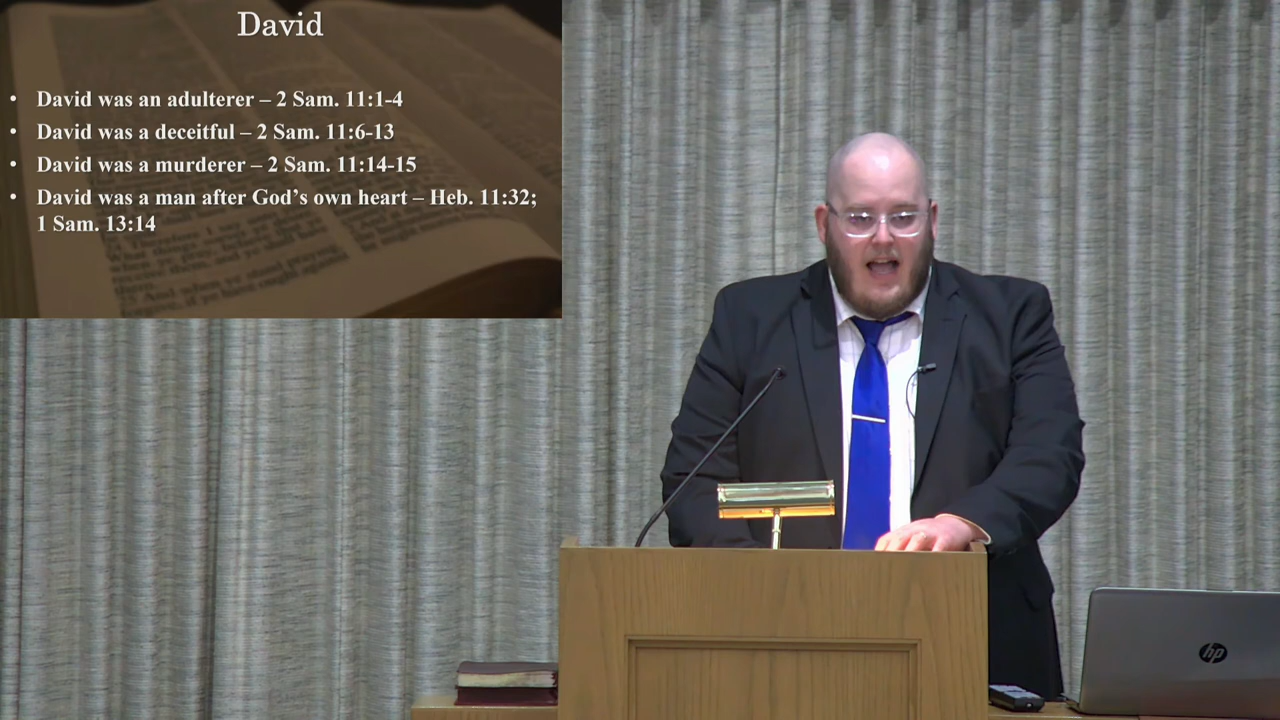 David
• David was an adulterer – 2 Sam. 11:1-4
• David was a deceitful – 2 Sam. 11:6-13
• David was a murderer – 2 Sam. 11:14-15
• David was a man after God's own heart – Heb. 11:32;
1 Sam. 13:14
hp